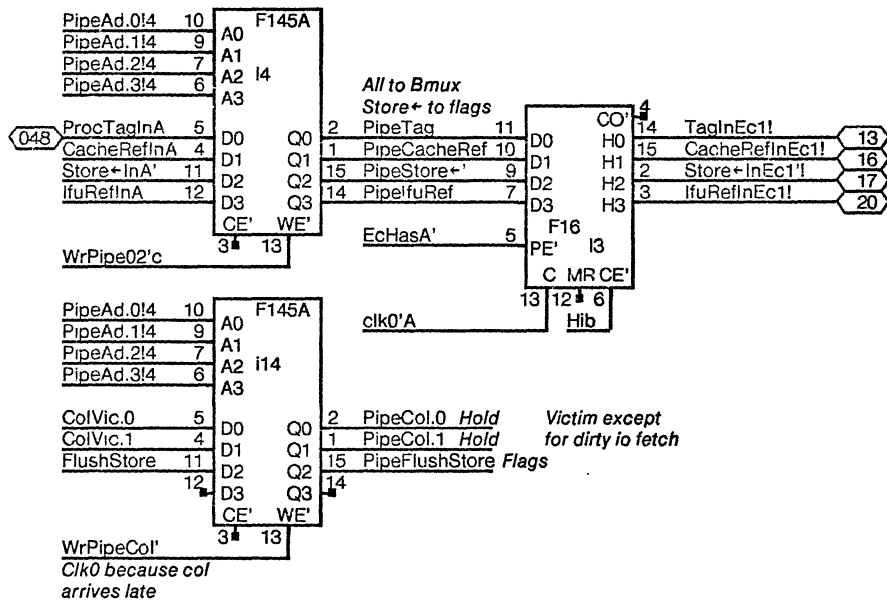 PipeAd.0!4 10 A0 F145A
PipeAd.1!4 9 A1
PipeAd.2!4 7 A2 I4
PipeAd.3!4 6 A3
All to Bmux
Store← to flags
048 ProcTagInA 5 D0 Q0 2 PipeTag 11 D0 CO' 4 H0 14 TagInEc1! 13
CacheRefInA 4 D1 Q1 1 PipeCacheRef 10 D1 H1 15 CacheRefInEc1! 16
Store←InA' 11 D2 Q2 15 PipeStore←' 9 D2 H2 2 Store←InEc1'! 17
IfuRefInA 12 D3 Q3 14 PipeIfuRef 7 D3 H3 3 IfuRefInEc1! 20
CE' WE' F16
3 13 EcHasA' 5 PE' I3
WrPipe02'c
C MR CE'
13 12 6
clk0'A Hib
PipeAd.0!4 10 A0 F145A
PipeAd.1!4 9 A1
PipeAd.2!4 7 A2 i14
PipeAd.3!4 6 A3
ColVic.0 5 D0 Q0 2 PipeCol.0 Hold Victim except
ColVic.1 4 D1 Q1 1 PipeCol.1 Hold for dirty io fetch
FlushStore 11 D2 Q2 15 PipeFlushStore Flags
12 D3 Q3 14
CE' WE'
3 13
WrPipeCol'
Clk0 because col
arrives late